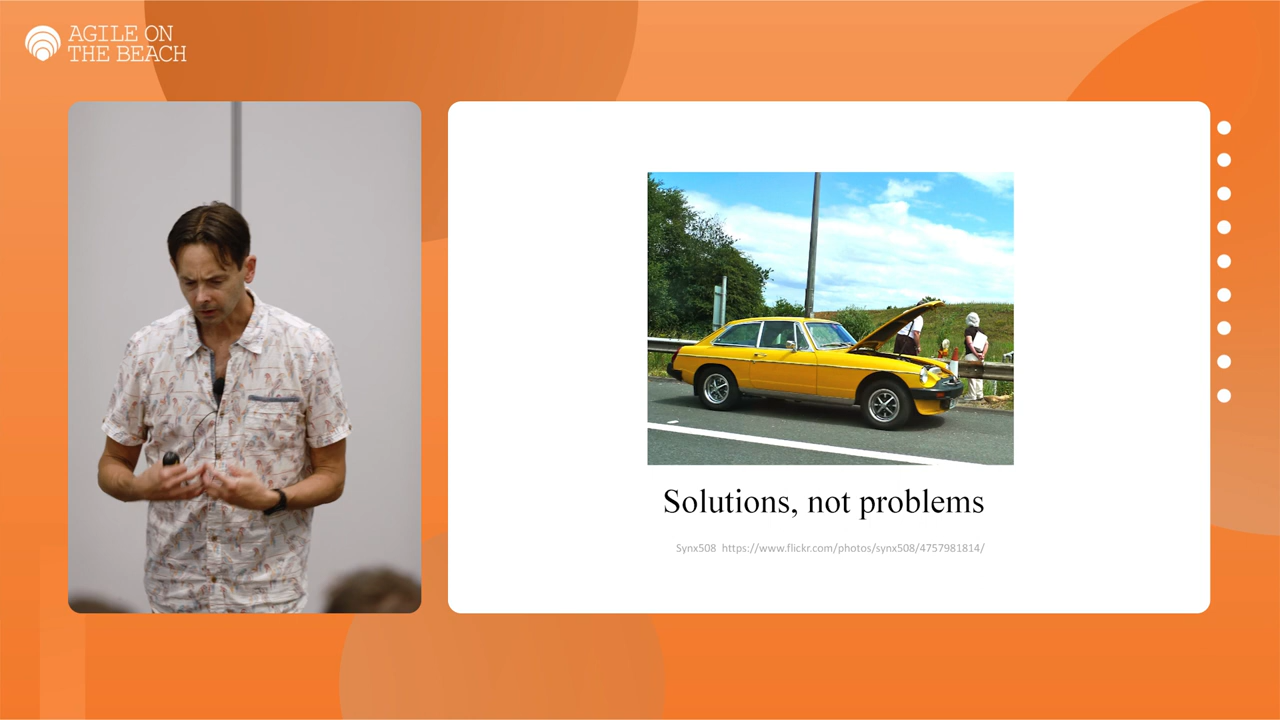 AGILE ON
THE BEACH
Solutions, not problems
Synx508 https://www.flickr.com/photos/synx508/4757981814/